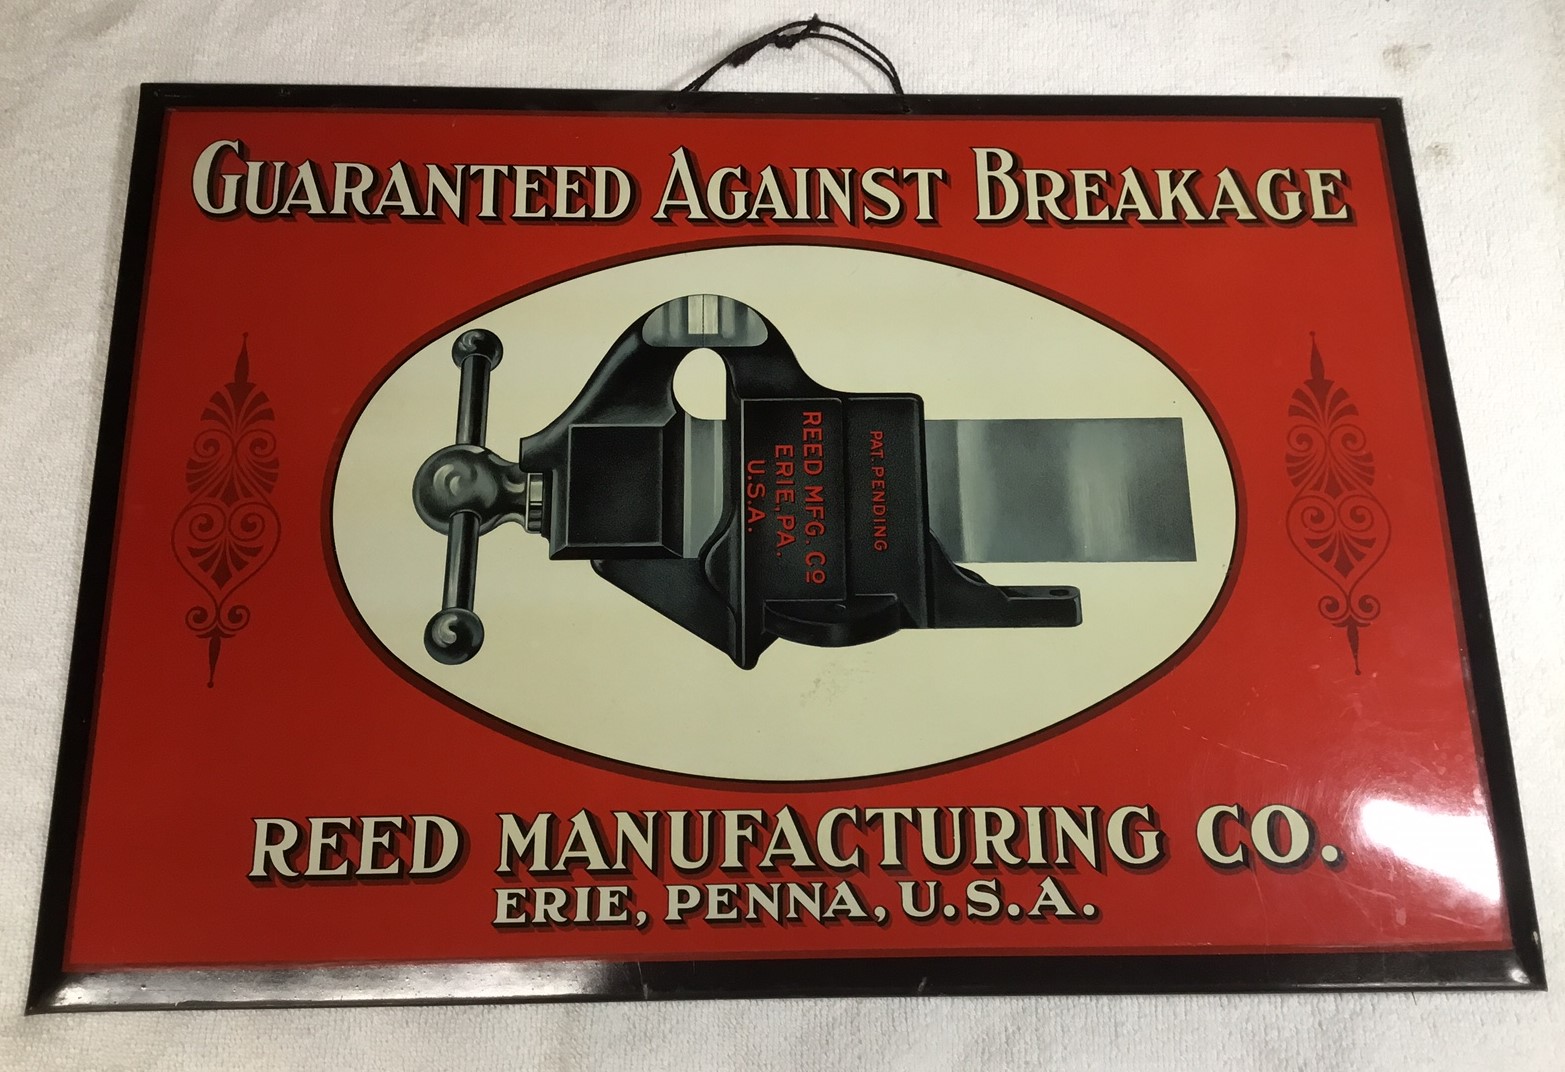 GUARANTEED AGAINST BREAKAGE
REED MFG. CO
ERIE, PA.
U.S.A.
PAT. PENDING
REED MANUFACTURING CO.
ERIE, PENNA, U.S.A.